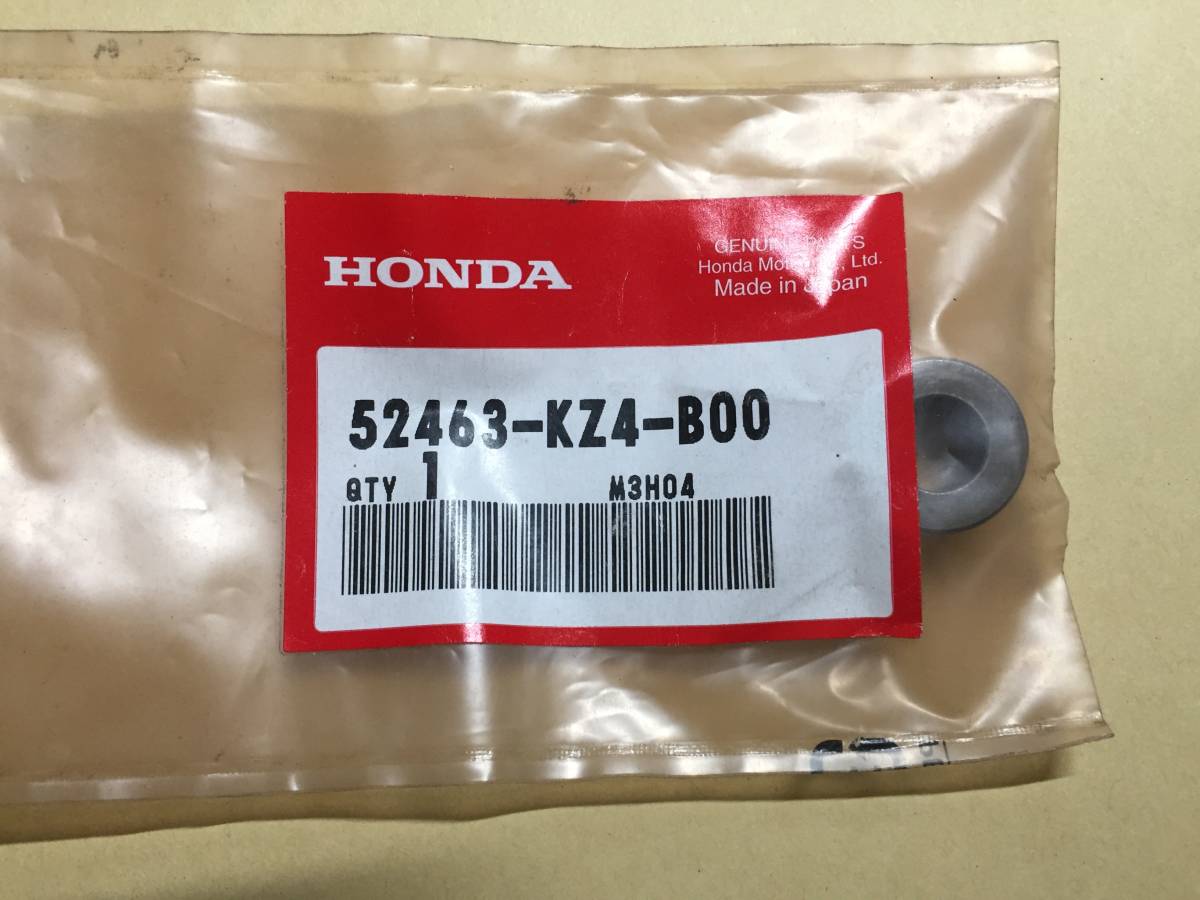 HONDA
GENUINE PARTS
Honda Motor Co., Ltd.
Made in Japan
52463-KZ4-B00
QTY 1 M3H04